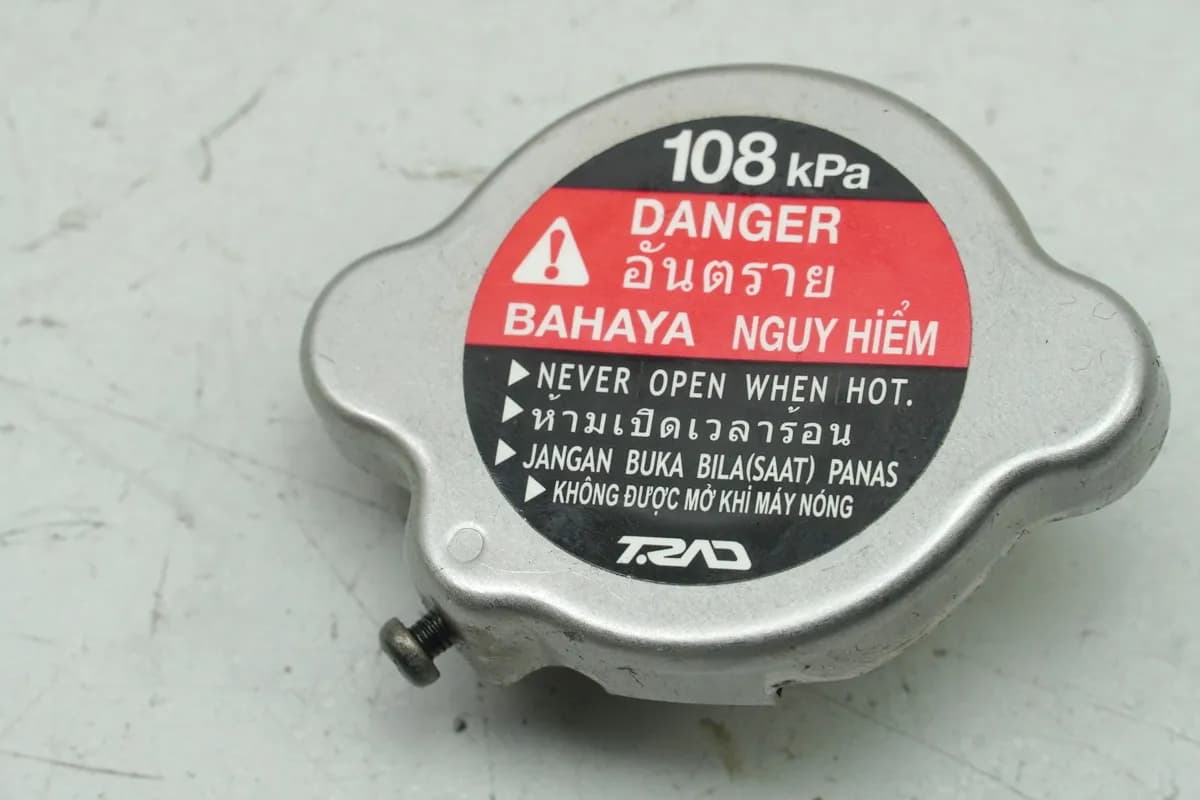 108 kPa
DANGER
อันตราย
BAHAYA NGUY HiỂM
NEVER OPEN WHEN HOT.
ห้ามเปิดเวลาร้อน
JANGAN BUKA BILA(SAAT) PANAS
KHÔNG ĐƯỢC MỞ KHI MÁY NÓNG
T.RAD